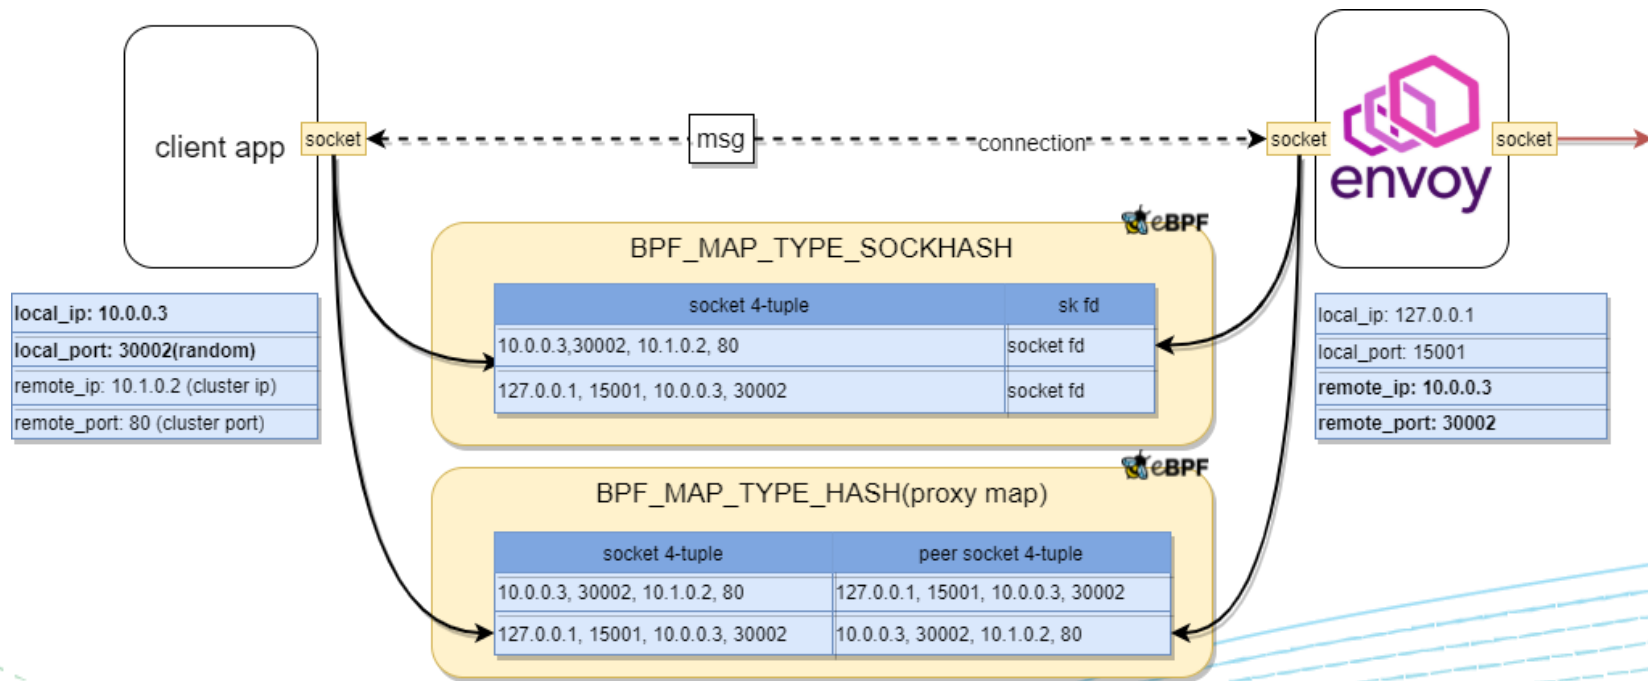 client app
socket
msg
connection
socket
envoy
socket
eBPF
BPF_MAP_TYPE_SOCKHASH
socket 4-tuple sk fd
10.0.0.3,30002, 10.1.0.2, 80 socket fd
127.0.0.1, 15001, 10.0.0.3, 30002 socket fd
local_ip: 10.0.0.3
local_port: 30002(random)
remote_ip: 10.1.0.2 (cluster ip)
remote_port: 80 (cluster port)
local_ip: 127.0.0.1
local_port: 15001
remote_ip: 10.0.0.3
remote_port: 30002
eBPF
BPF_MAP_TYPE_HASH(proxy map)
socket 4-tuple peer socket 4-tuple
10.0.0.3, 30002, 10.1.0.2, 80 127.0.0.1, 15001, 10.0.0.3, 30002
127.0.0.1, 15001, 10.0.0.3, 30002 10.0.0.3, 30002, 10.1.0.2, 80